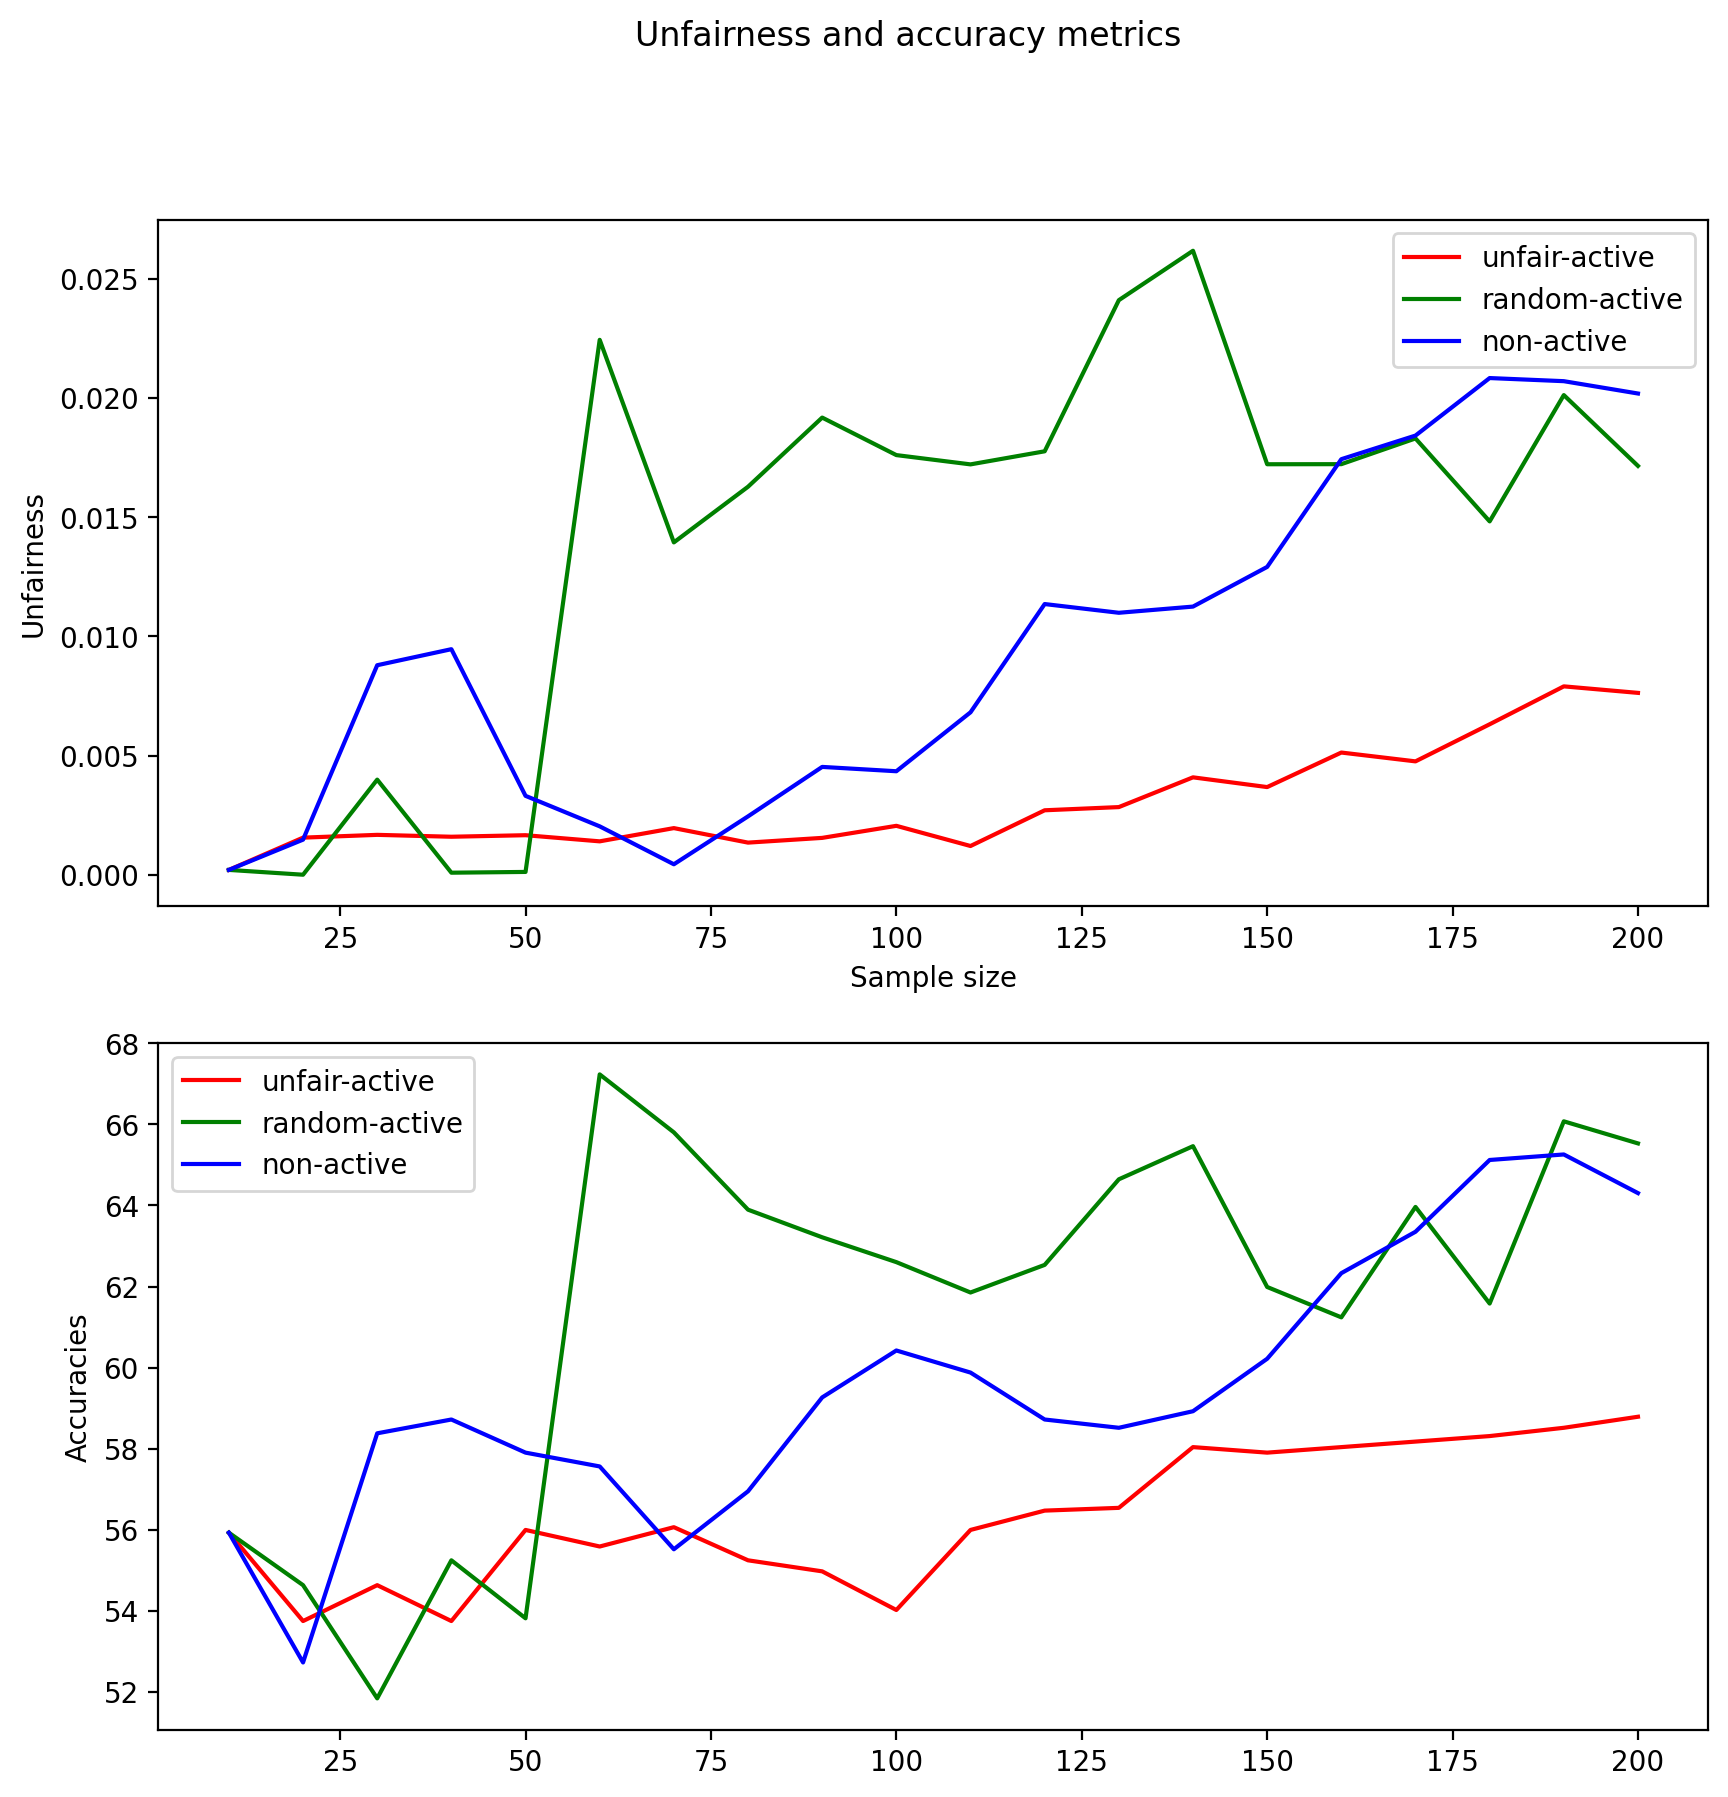 Unfairness and accuracy metrics
unfair-active
random-active
non-active
0.025
0.020
0.015
0.010
0.005
0.000
Unfairness
25 50 75 100 125 150 175 200
Sample size
unfair-active
random-active
non-active
68
66
64
62
60
58
56
54
52
Accuracies
25 50 75 100 125 150 175 200